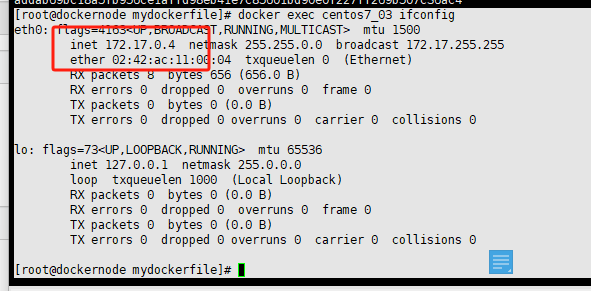 [root@dockernode mydockerfile]# docker exec centos7_03 ifconfig
eth0: flags=4163<UP,BROADCAST,RUNNING,MULTICAST>  mtu 1500
inet 172.17.0.4  netmask 255.255.0.0  broadcast 172.17.255.255
ether 02:42:ac:11:00:04  txqueuelen 0  (Ethernet)
RX packets 8  bytes 656 (656.0 B)
RX errors 0  dropped 0  overruns 0  frame 0
TX packets 0  bytes 0 (0.0 B)
TX errors 0  dropped 0 overruns 0  carrier 0  collisions 0
lo: flags=73<UP,LOOPBACK,RUNNING>  mtu 65536
inet 127.0.0.1  netmask 255.0.0.0
loop  txqueuelen 1000  (Local Loopback)
RX packets 0  bytes 0 (0.0 B)
RX errors 0  dropped 0  overruns 0  frame 0
TX packets 0  bytes 0 (0.0 B)
TX errors 0  dropped 0 overruns 0  carrier 0  collisions 0
[root@dockernode mydockerfile]#